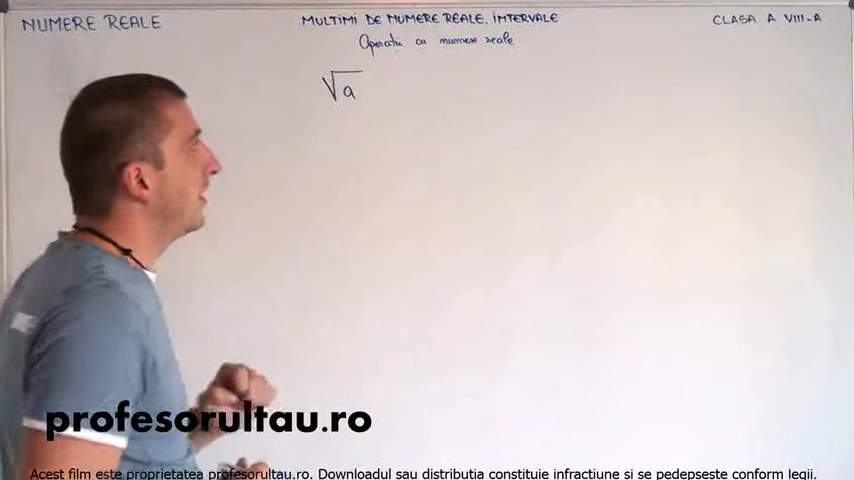 NUMERE REALE
MULTIMI DE NUMERE REALE. INTERVALE
CLASA A VIII-A
Operatii cu numere reale
√a
profesorultau.ro
Acest film este proprietatea profesorultau.ro. Downloadul sau distributia constituie infractiune si se pedepseste conform legii.